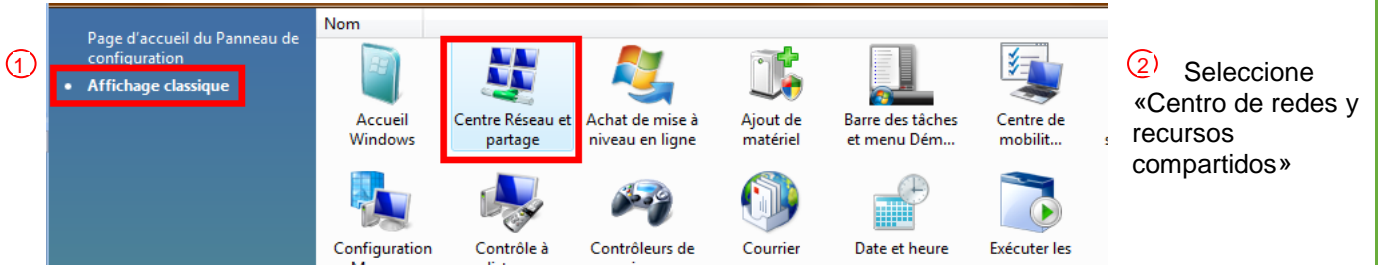 Nom
Page d'accueil du Panneau de
configuration
1
• Affichage classique
Accueil
Windows
Centre Réseau et
partage
Achat de mise à
niveau en ligne
Ajout de
matériel
Barre des tâches
et menu Dém...
Centre de
mobilit...
Configuration
Contrôle à
Contrôleurs de
Courrier
Date et heure
Exécuter les
2 Seleccione
«Centro de redes y
recursos
compartidos»